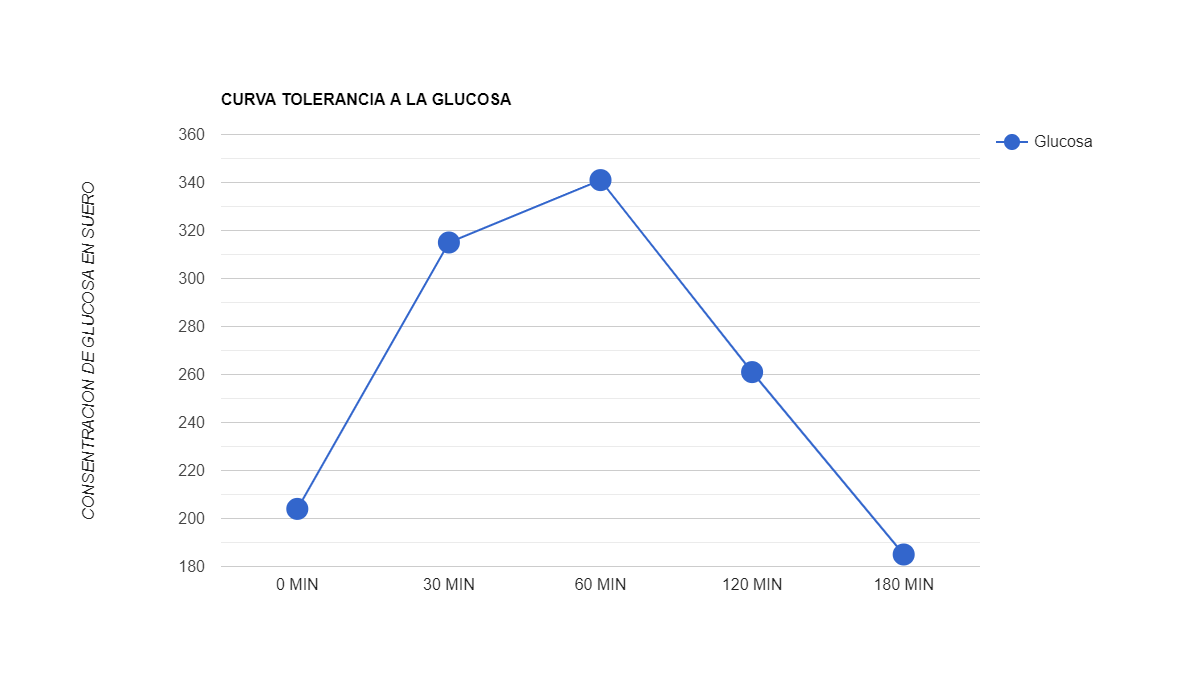 CURVA TOLERANCIA A LA GLUCOSA
Glucosa
CONSENTRACION DE GLUCOSA EN SUERO
360
340
320
300
280
260
240
220
200
180
0 MIN
30 MIN
60 MIN
120 MIN
180 MIN